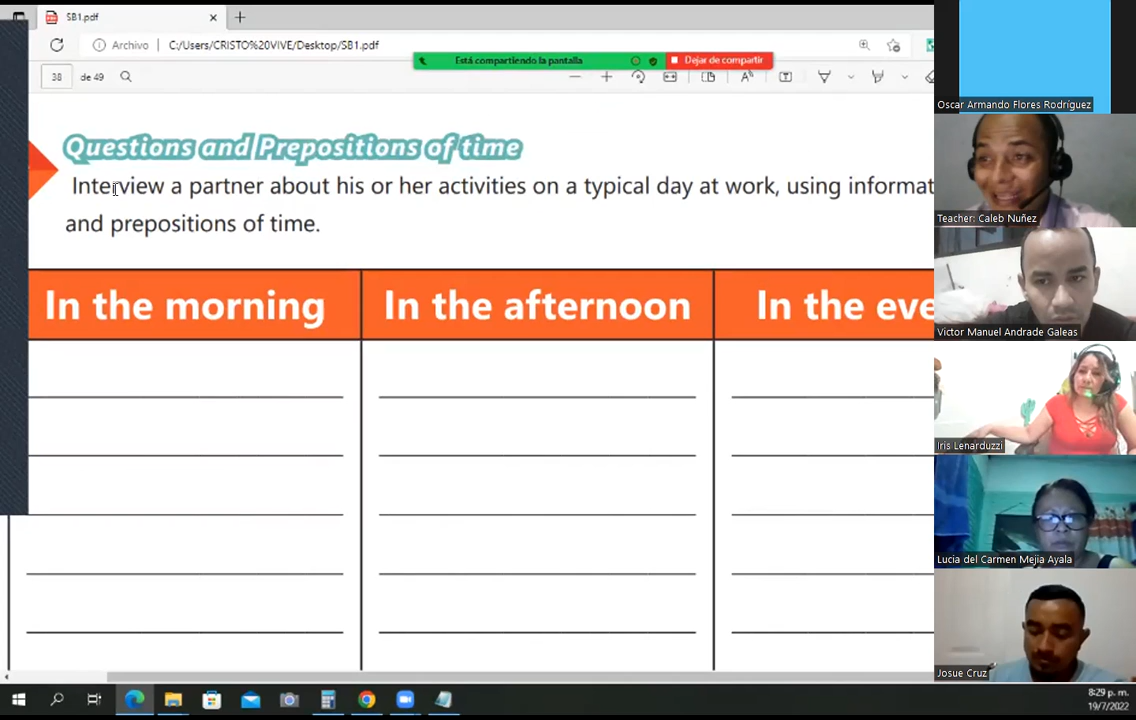 SB1.pdf
Archivo
C:/Users/CRISTO%20VIVE/Desktop/SB1.pdf
38 de 49
Está compartiendo la pantalla
Dejar de compartir
Questions and Prepositions of time
Interview a partner about his or her activities on a typical day at work, using informat
and prepositions of time.
In the morning
In the afternoon
In the eve
Oscar Armando Flores Rodríguez
Teacher: Caleb Nuñez
Victor Manuel Andrade Galeas
Iris Lenarduzzi
Lucia del Carmen Mejia Ayala
Josue Cruz
8:29 p. m.
19/7/2022